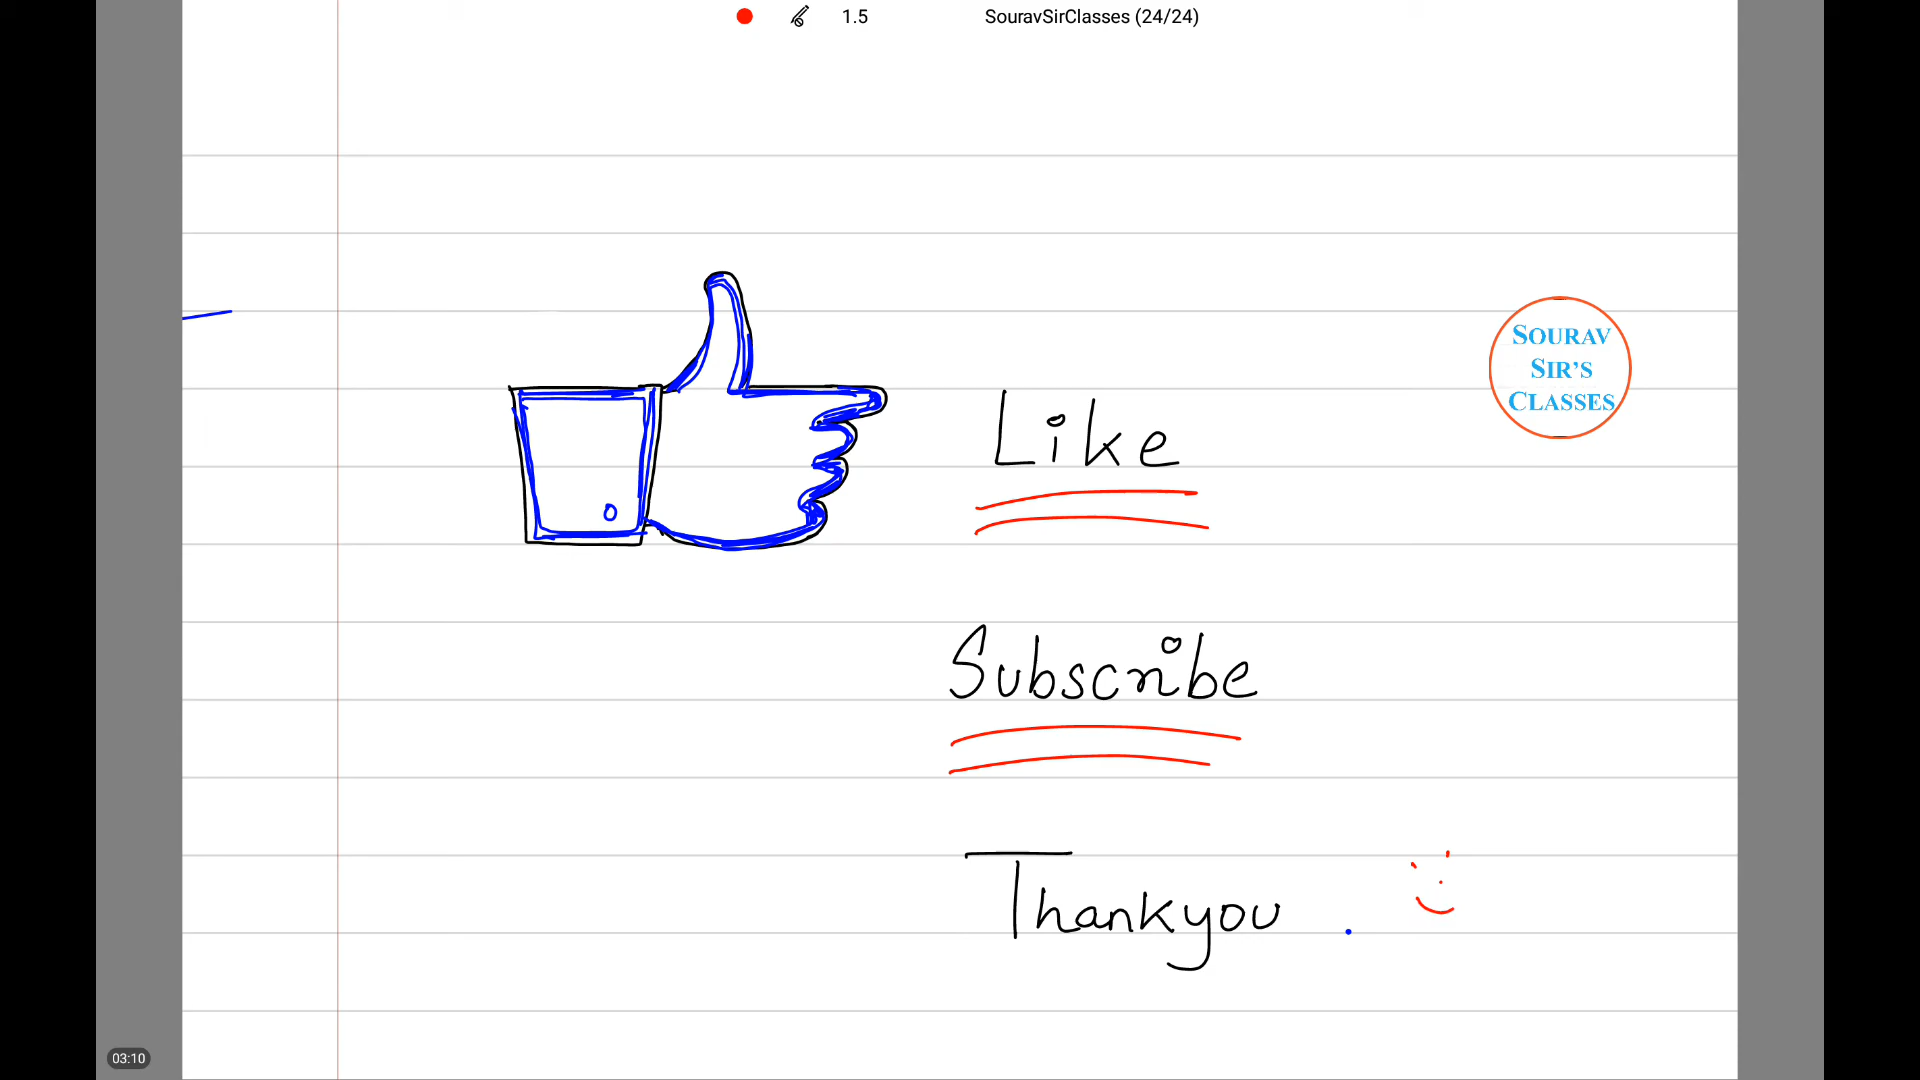 1.5 SouravSirClasses (24/24)
SOURAV
SIR'S
CLASSES
Like
Subscribe
Thankyou .
03:10